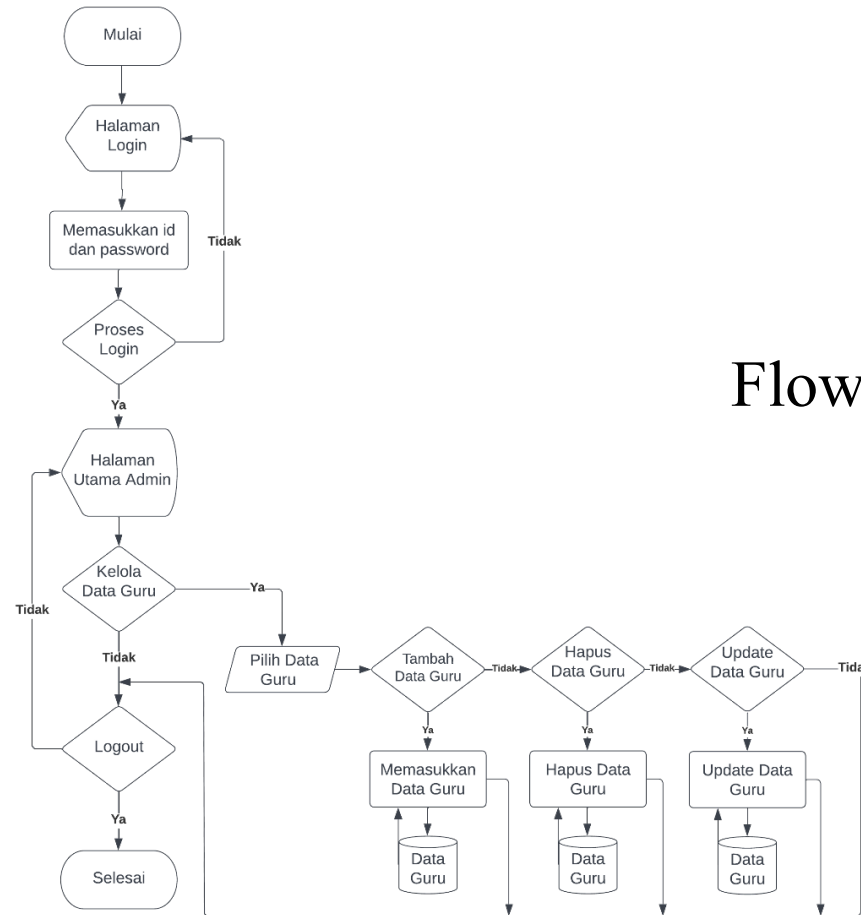 Mulai
Halaman
Login
Memasukkan id
dan password
Tidak
Proses
Login
Ya
Flow
Halaman
Utama Admin
Kelola
Data Guru
Ya
Tidak
Tidak
Pilih Data
Guru
Tambah
Data Guru
Tidak
Hapus
Data Guru
Tidak
Update
Data Guru
Tida
Ya
Ya
Ya
Logout
Memasukkan
Data Guru
Hapus Data
Guru
Update Data
Guru
Ya
Data
Guru
Data
Guru
Data
Guru
Selesai